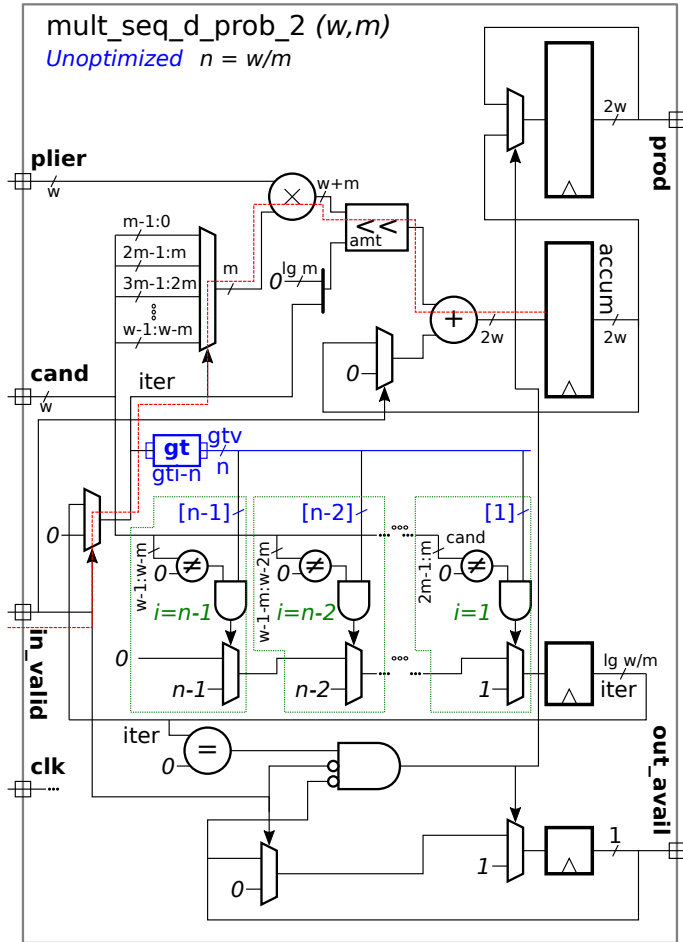 mult_seq_d_prob_2 (w,m)
Unoptimized n = w/m
2w
prod
plier
w
w+m
<<
amt
m-1:0
2m-1:m
3m-1:2m
w-1:w-m
m
0
lg m
+
2w
accum
2w
cand
w
iter
0
gt
gti-n
gtv
n
[n-1]
[n-2]
[1]
0
w-1:w-m
≠
0
w-1-m:w-2m
≠
0
2m-1:m
cand
≠
0
i=n-1
i=n-2
i=1
in_valid
0
n-1
n-2
1
lg w/m
iter
iter
=
0
clk
out_avail
1
1
0